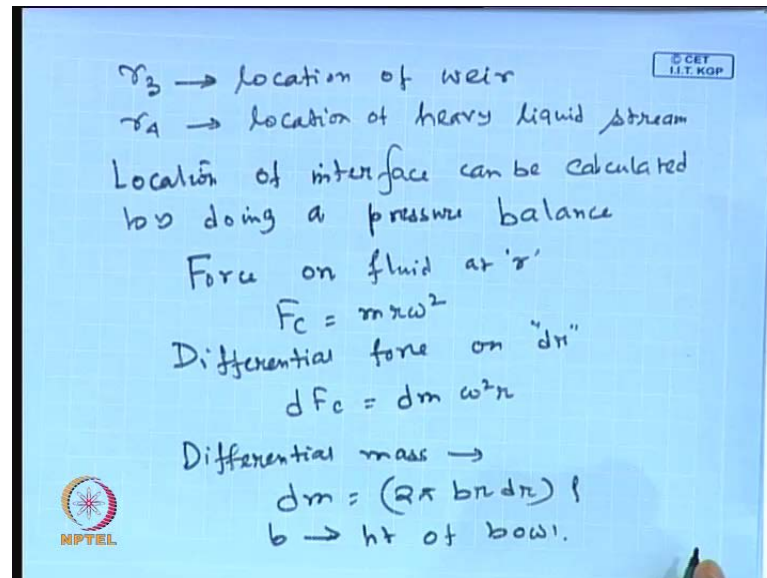 © CET
I.I.T. KGP
r₃ → location of weir
r₄ → location of heavy liquid stream
Location of interface can be calculated
by doing a pressure balance
Force on fluid at 'r'
Fc = mrω²
Differential force on "dr"
dFc = dm ω²r
Differential mass →
dm = (2π br dr) ρ
b → ht of bowl.
NPTEL